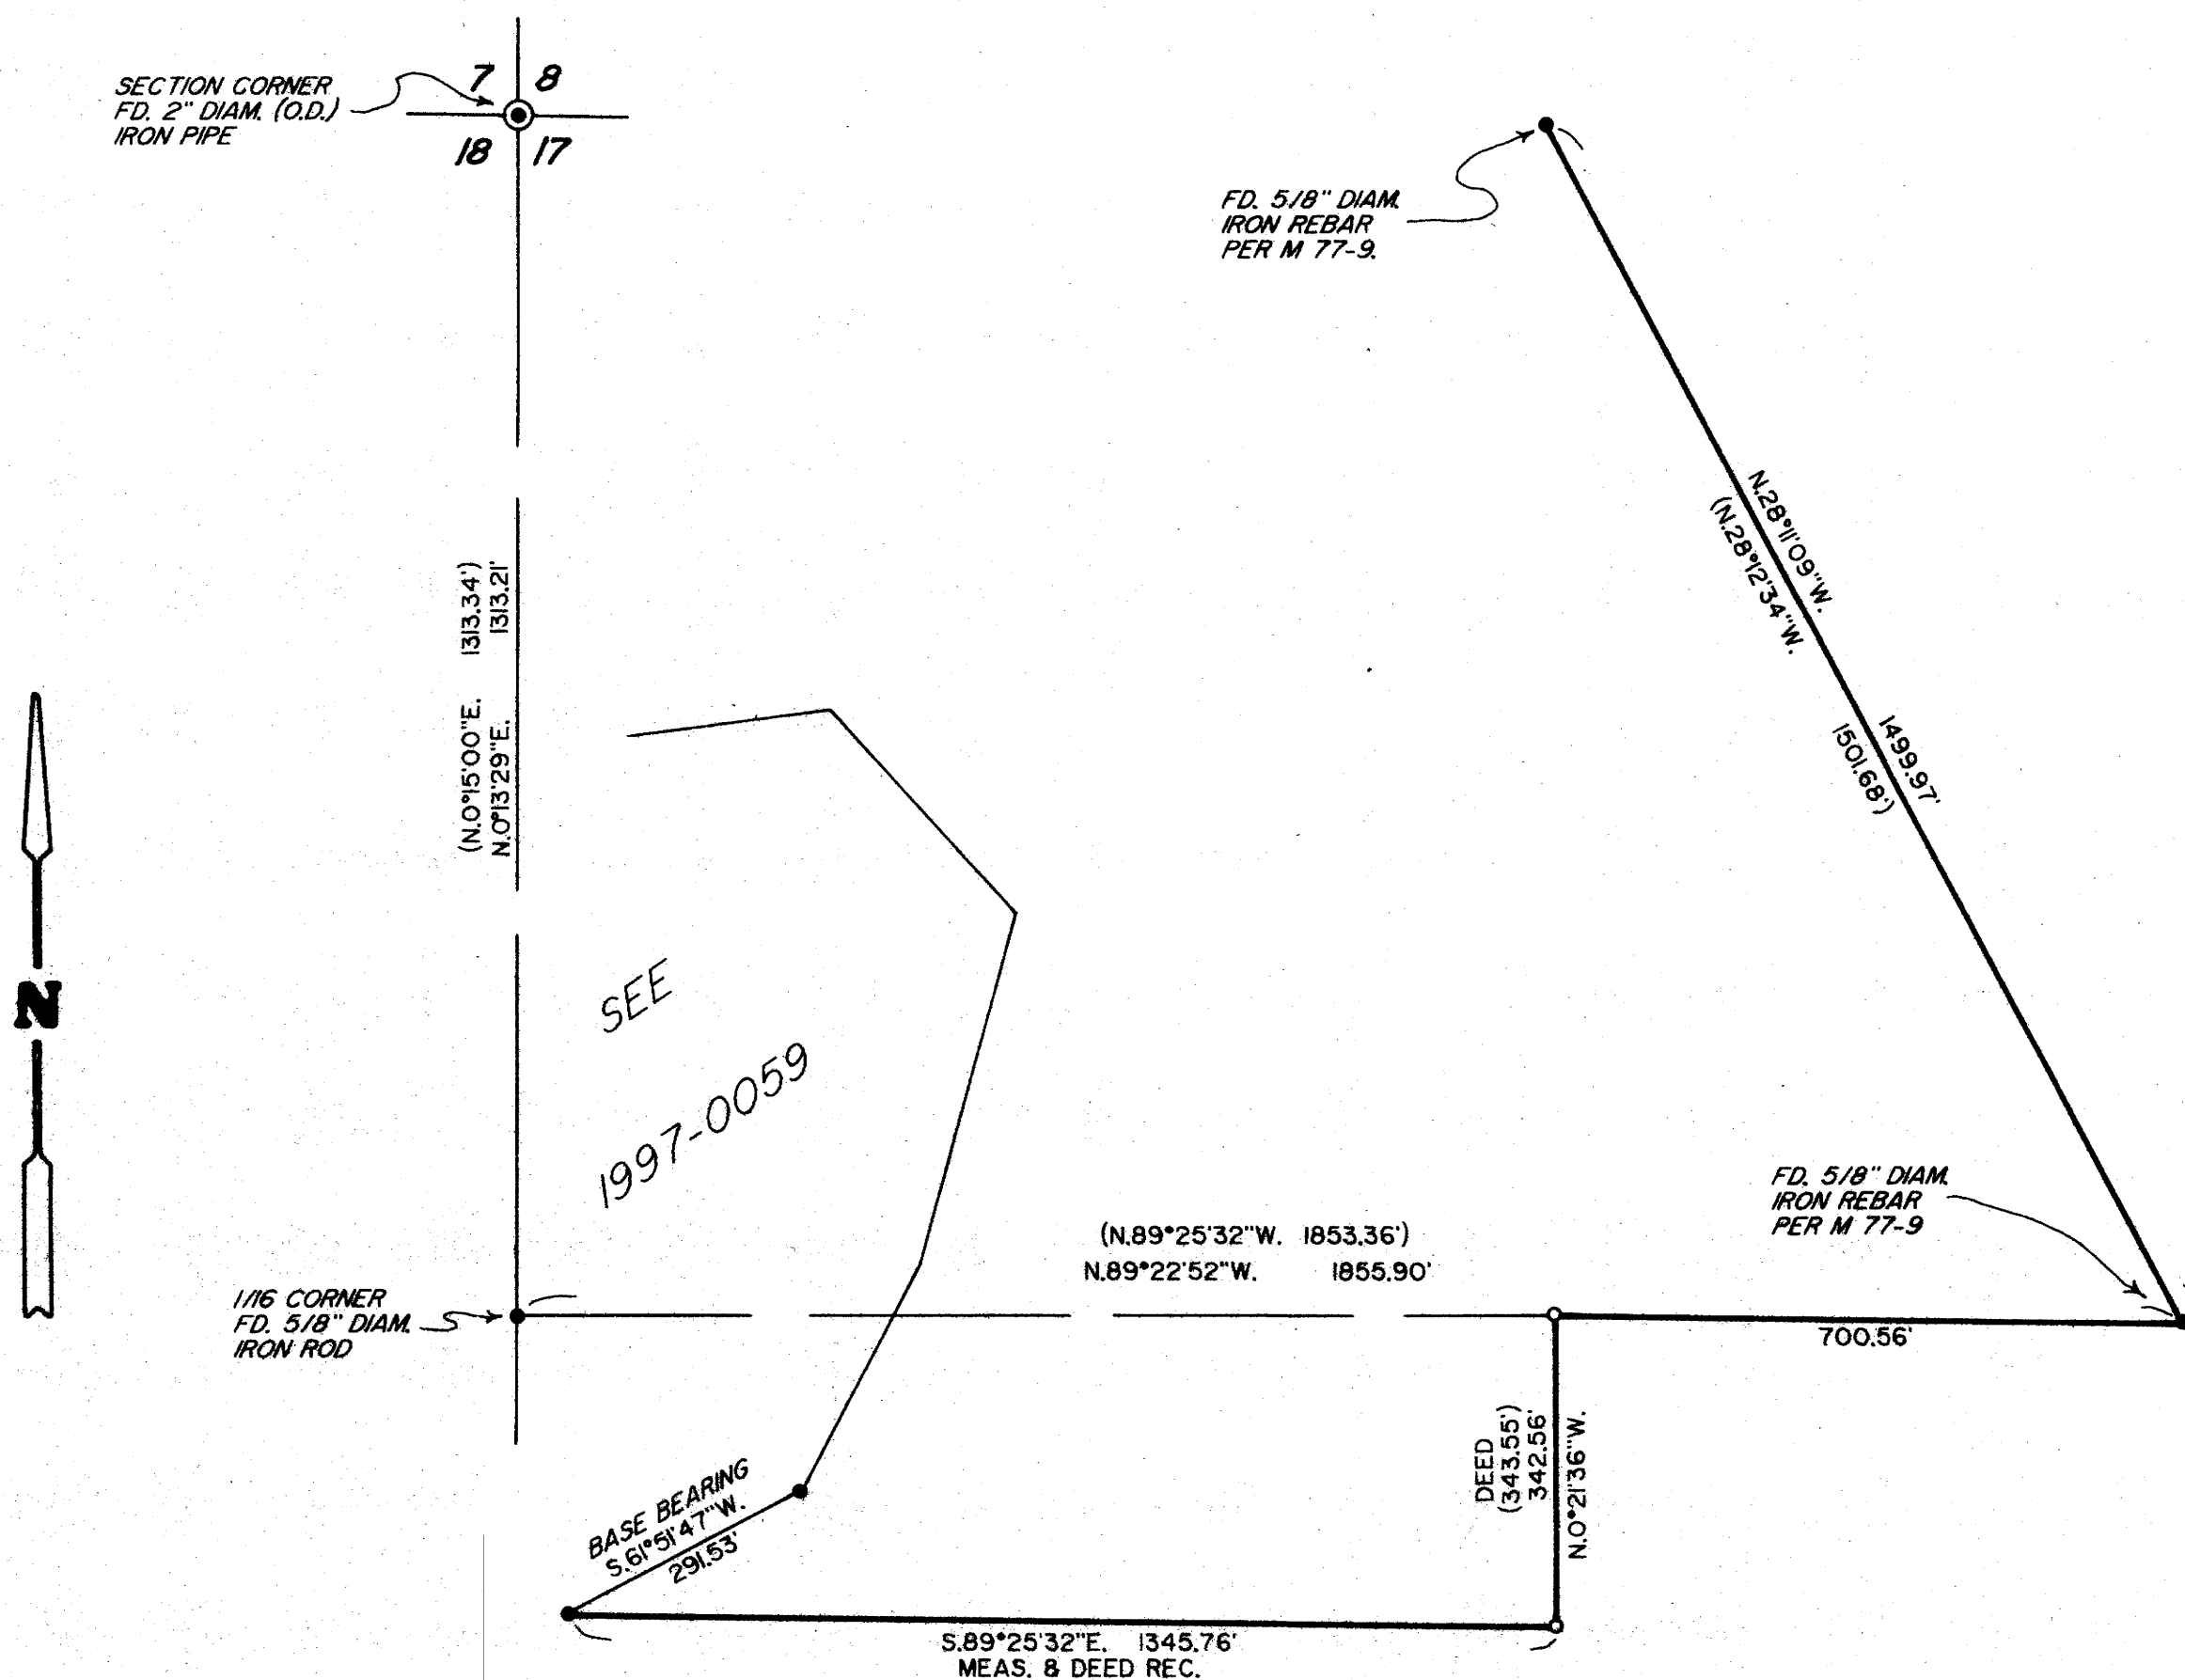 SECTION CORNER
FD. 2" DIAM. (O.D.)
IRON PIPE
7 8
18 17
FD. 5/8" DIAM.
IRON REBAR
PER M 77-9.
N.28°11'09"W. 1499.97'
(N.28°12'34"W. 1501.68')
(N.0°15'00"E. 1313.34')
N.0°13'29"E. 1313.21'
N
SEE
1997-0059
FD. 5/8" DIAM.
IRON REBAR
PER M 77-9
(N.89°25'32"W. 1853.36')
N.89°22'52"W. 1855.90'
1/16 CORNER
FD. 5/8" DIAM.
IRON ROD
700.56'
DEED
(343.55')
342.56'
N.0°21'36"W.
BASE BEARING
S.61°51'47"W.
291.53'
S.89°25'32"E. 1345.76'
MEAS. & DEED REC.